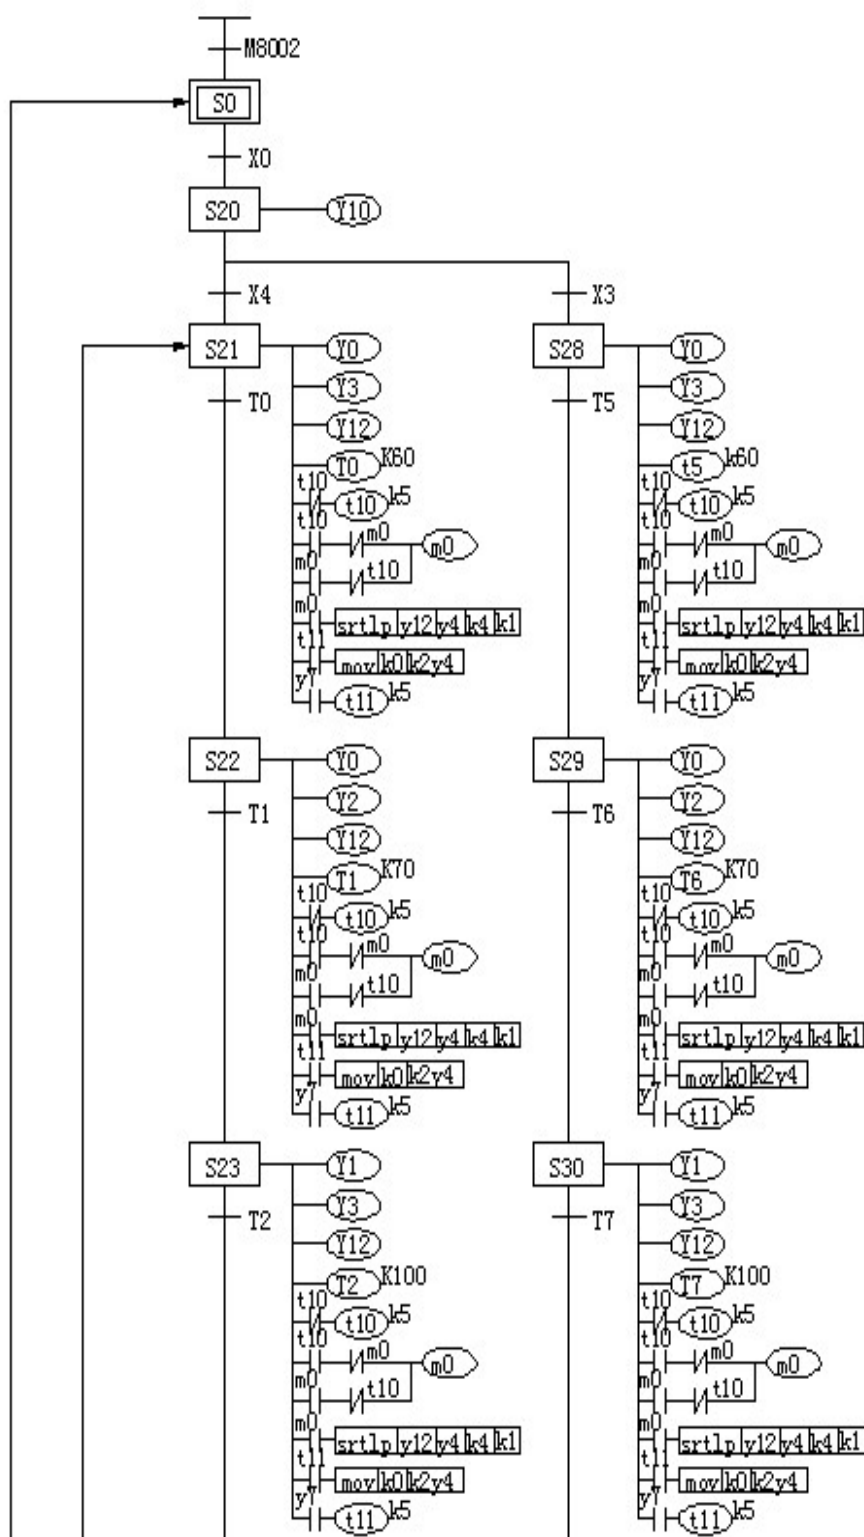 M8002
S0
X0
S20 Y10
X4 X3
S21 Y0 S28 Y0
T0 Y3 T5 Y3
Y12 Y12
T0 K60 t5 k60
t10 t10
t10 k5 t10 k5
t10 t10
m0 m0 m0 m0
m0 t10 m0 t10
m0 m0
srtlp y12 y4 k4 k1 srtlp y12 y4 k4 k1
t11 t11
mov k0 k2y4 mov k0 k2y4
y7 y7
t11 k5 t11 k5
S22 Y0 S29 Y0
T1 Y2 T6 Y2
Y12 Y12
T1 K70 T6 K70
t10 t10
t10 k5 t10 k5
t10 t10
m0 m0 m0 m0
m0 t10 m0 t10
m0 m0
srtlp y12 y4 k4 k1 srtlp y12 y4 k4 k1
t11 t11
mov k0 k2y4 mov k0 k2y4
y7 y7
t11 k5 t11 k5
S23 Y1 S30 Y1
T2 Y3 T7 Y3
Y12 Y12
T2 K100 T7 K100
t10 t10
t10 k5 t10 k5
t10 t10
m0 m0 m0 m0
m0 t10 m0 t10
m0 m0
srtlp y12 y4 k4 k1 srtlp y12 y4 k4 k1
t11 t11
mov k0 k2y4 mov k0 k2y4
y7 y7
t11 k5 t11 k5